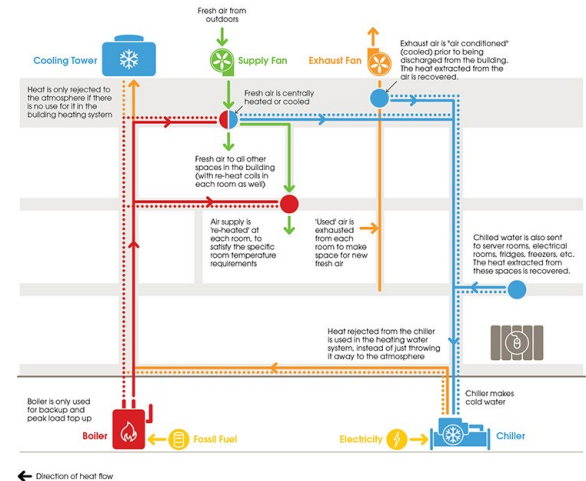 Fresh air from
outdoors
Cooling Tower
Supply Fan
Exhaust Fan
Exhaust air is "air conditioned"
(cooled) prior to being
discharged from the building.
The heat extracted from the
air is recovered.
Heat is only rejected to
the atmosphere if there
is no use for it in the
building heating system
Fresh air is centrally
heated or cooled
Fresh air to all other
spaces in the building
(with re-heat coils in
each room as well)
Air supply is
're-heated' at
each room, to
satisfy the specific
room temperature
requirements
'Used' air is
exhausted
from each
room to make
space for new
fresh air
Chilled water is also sent
to server rooms, electrical
rooms, fridges, freezers, etc.
The heat extracted from
these spaces is recovered.
Heat rejected from the chiller
is used in the heating water
system, instead of just throwing
it away to the atmosphere
Boiler is only used
for backup and
peak load top up
Chiller makes
cold water
Boiler
Fossil Fuel
Electricity
Chiller
Direction of heat flow